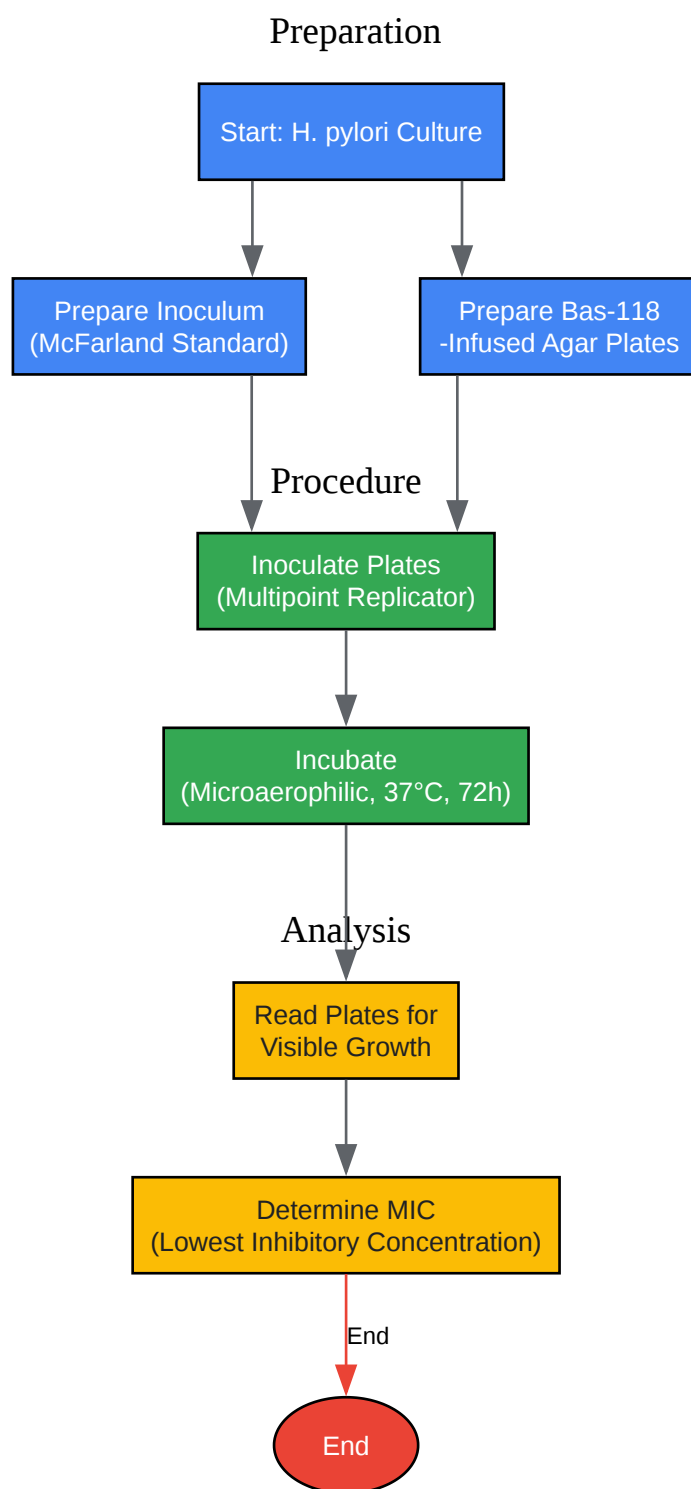 Preparation
Start: H. pylori Culture
Prepare Inoculum
(McFarland Standard)
Prepare Bas-118
-Infused Agar Plates
Procedure
Inoculate Plates
(Multipoint Replicator)
Incubate
(Microaerophilic, 37°C, 72h)
Analysis
Read Plates for
Visible Growth
Determine MIC
(Lowest Inhibitory Concentration)
End
End